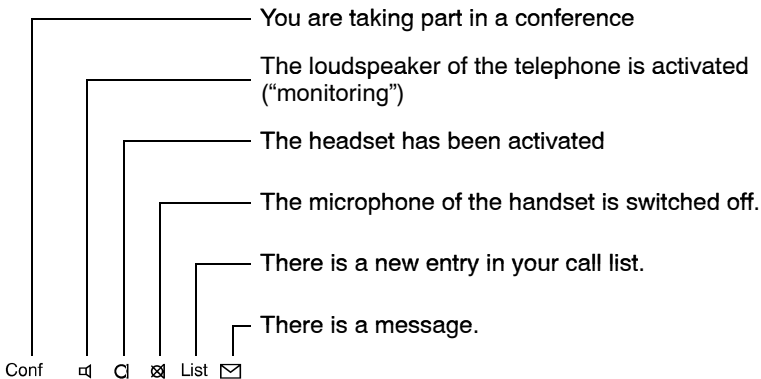 You are taking part in a conference
The loudspeaker of the telephone is activated
(“monitoring”)
The headset has been activated
The microphone of the handset is switched off.
There is a new entry in your call list.
There is a message.
Conf List